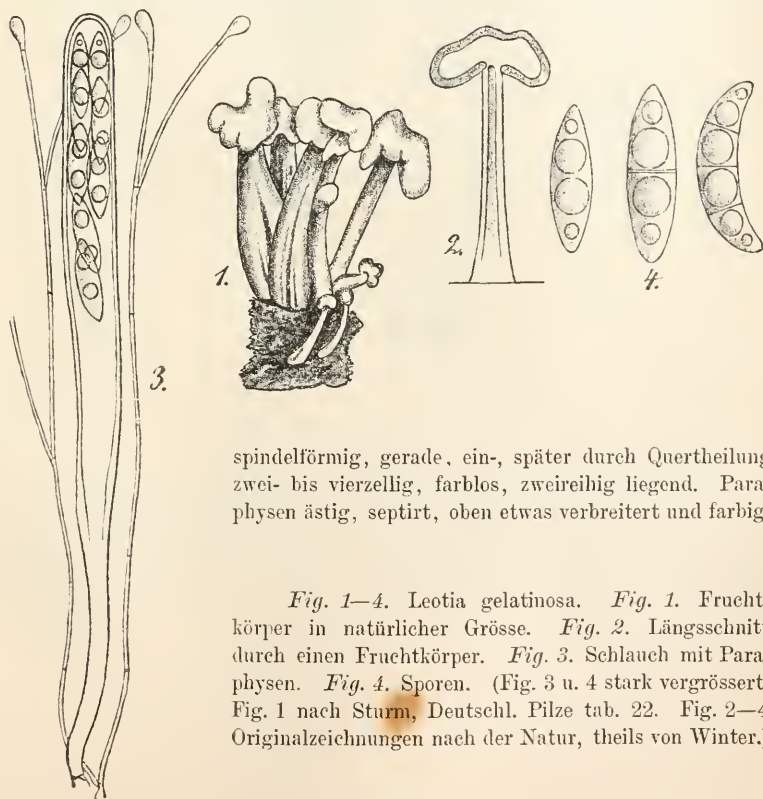 1.
2.
3.
4.
spindelförmig, gerade, ein-, später durch Quertheilung
zwei- bis vierzellig, farblos, zweireihig liegend. Para
physen ästig, septirt, oben etwas verbreitert und farbig
Fig. 1—4. Leotia gelatinosa. Fig. 1. Frucht
körper in natürlicher Grösse. Fig. 2. Längsschnit
durch einen Fruchtkörper. Fig. 3. Schlauch mit Para
physen. Fig. 4. Sporen. (Fig. 3 u. 4 stark vergrössert
Fig. 1 nach Sturm, Deutschl. Pilze tab. 22. Fig. 2—4
Originalzeichnungen nach der Natur, theils von Winter.)